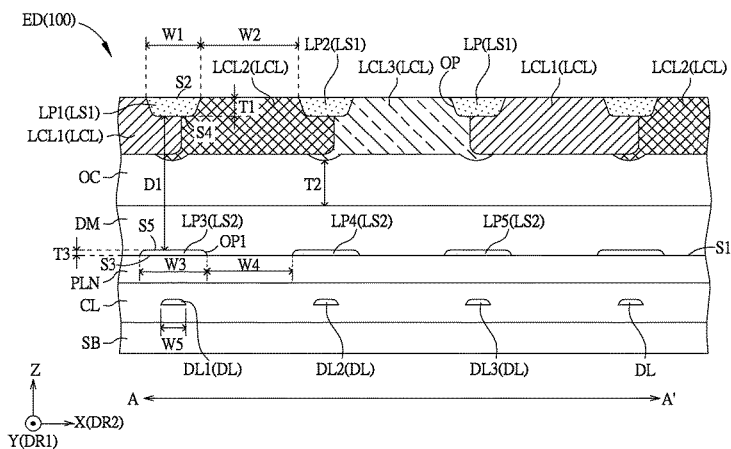 ED(100)
W1 W2 LP2(LS1) LP(LS1)
S2 LCL2(LCL) LCL3(LCL) OP LCL1(LCL) LCL2(LCL)
LP1(LS1) T1
LCL1(LCL) S4
OC D1 T2
DM S5 LP3(LS2) OP1 LP4(LS2) LP5(LS2) S1
T3
S3 W3 W4
PLN
CL
W5
SB
DL1(DL) DL2(DL) DL3(DL) DL
Z
A A'
X(DR2)
Y(DR1)